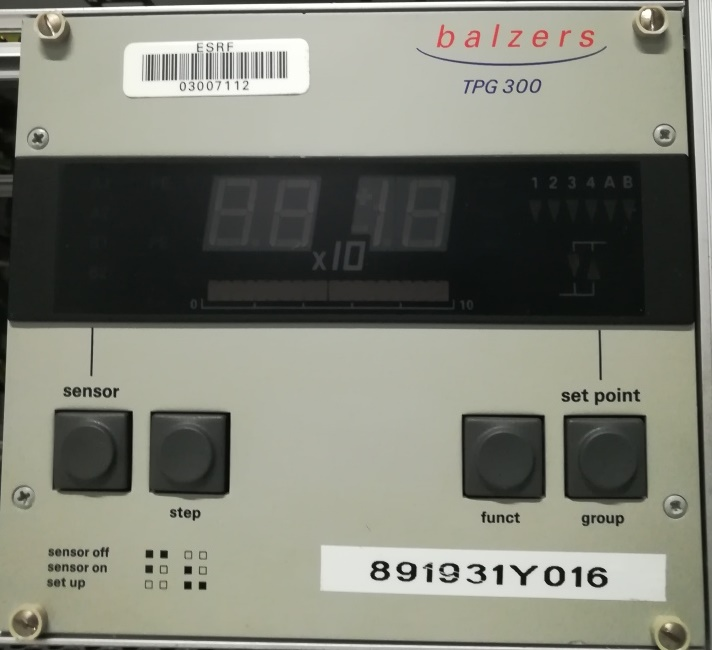 ESRF
03007112
balzers
TPG 300
1 2 3 4 A B
x10
0 10
sensor
set point
step
funct
group
sensor off
sensor on
set up
891931Y016